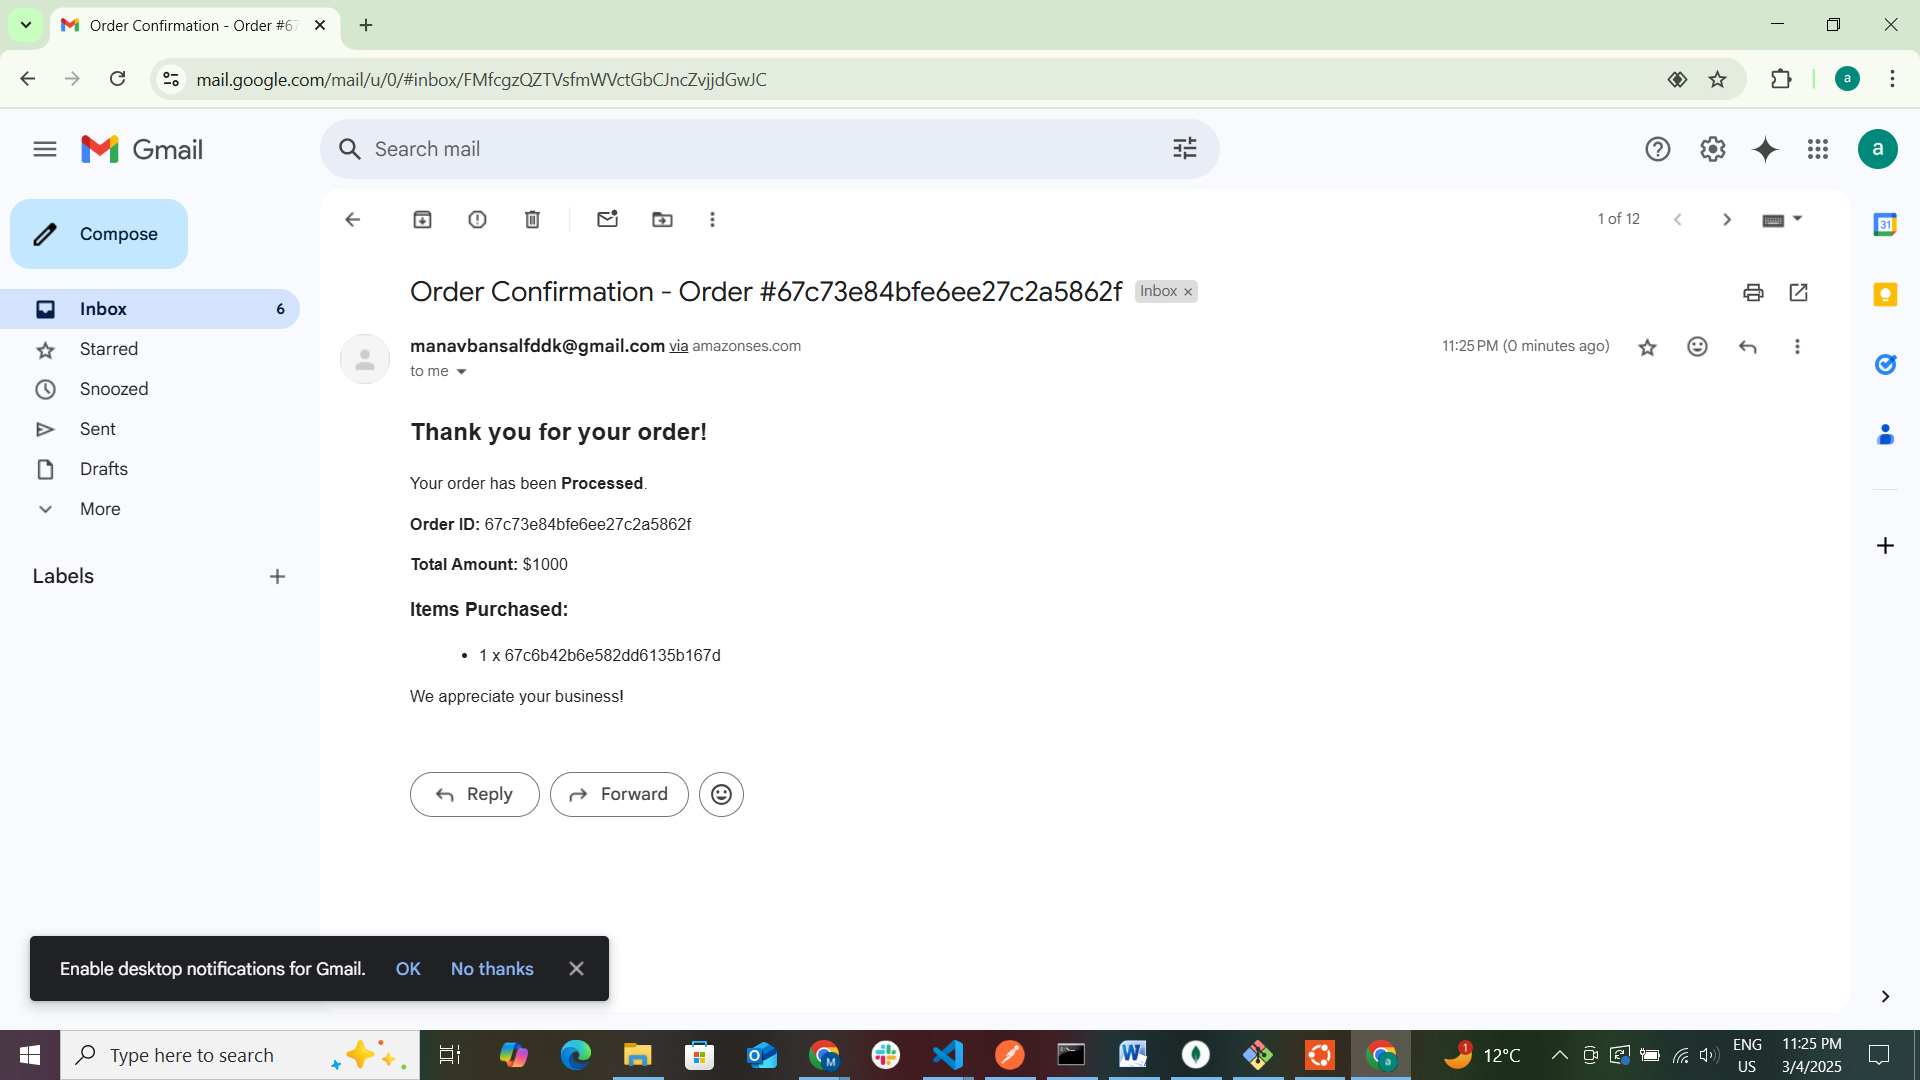 Order Confirmation - Order #67
mail.google.com/mail/u/0/#inbox/FMfcgzQZTVsfmWVctGbCJncZvjjdGwJC
a
Gmail
Search mail
a
Compose
1 of 12
31
Inbox 6
Starred
Snoozed
Sent
Drafts
More
Labels
Order Confirmation - Order #67c73e84bfe6ee27c2a5862f Inbox
manavbansalfddk@gmail.com via amazonses.com
11:25 PM (0 minutes ago)
to me
Thank you for your order!
Your order has been Processed.
Order ID: 67c73e84bfe6ee27c2a5862f
Total Amount: $1000
Items Purchased:
• 1 x 67c6b42b6e582dd6135b167d
We appreciate your business!
Reply Forward
Enable desktop notifications for Gmail. OK No thanks
Type here to search
M
W
a
1
12°C
ENG
US
11:25 PM
3/4/2025